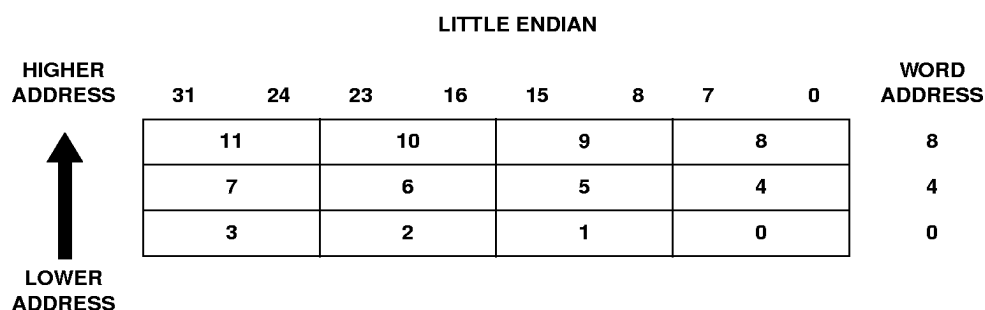 LITTLE ENDIAN
HIGHER ADDRESS
31 24 23 16 15 8 7 0
WORD ADDRESS
11 10 9 8 8
7 6 5 4 4
3 2 1 0 0
LOWER ADDRESS